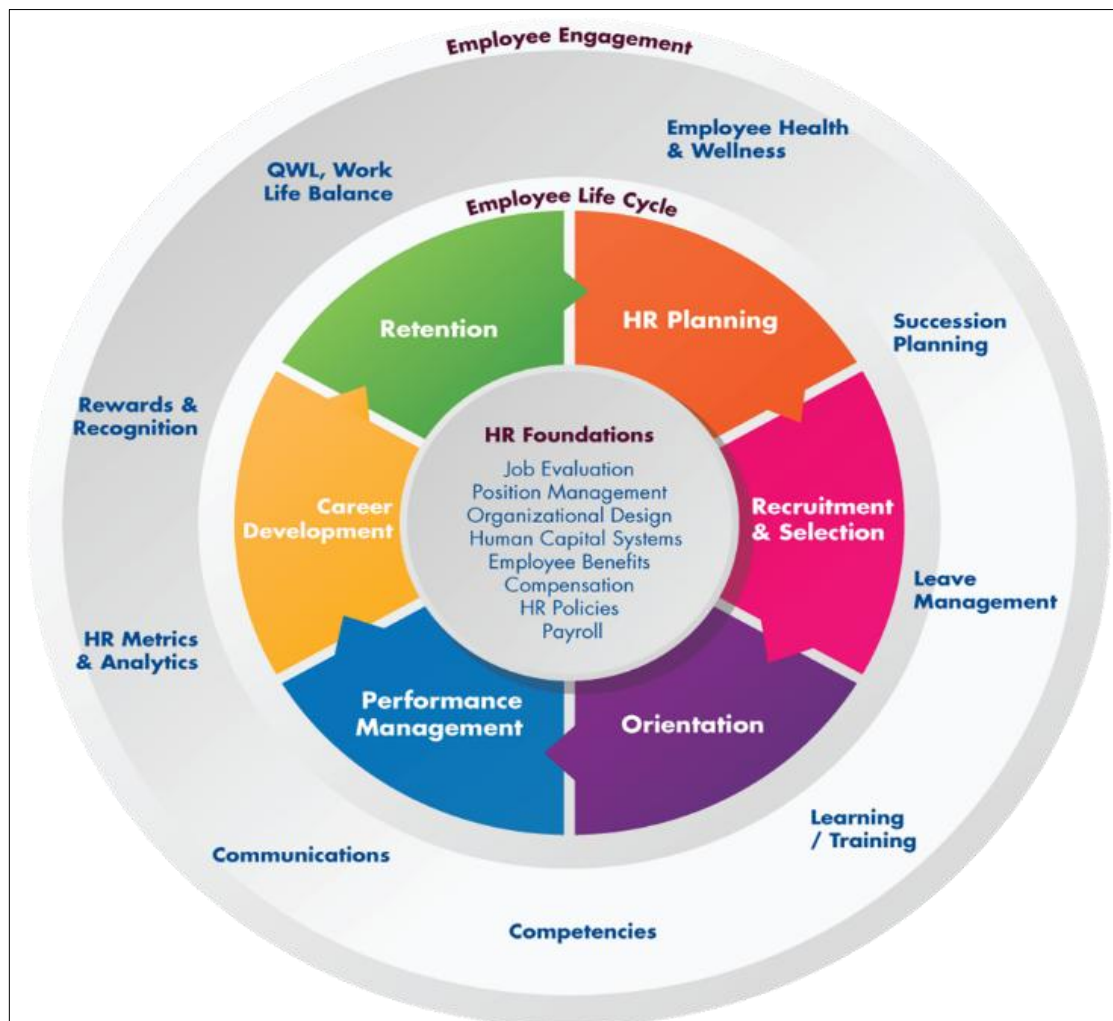 Employee Engagement
Employee Health
& Wellness
QWL, Work
Life Balance
Employee Life Cycle
Retention
HR Planning
Succession
Planning
Rewards &
Recognition
HR Foundations
Job Evaluation
Position Management
Organizational Design
Human Capital Systems
Employee Benefits
Compensation
HR Policies
Payroll
Career
Development
Recruitment
& Selection
Leave
Management
HR Metrics
& Analytics
Performance
Management
Orientation
Learning
/ Training
Communications
Competencies